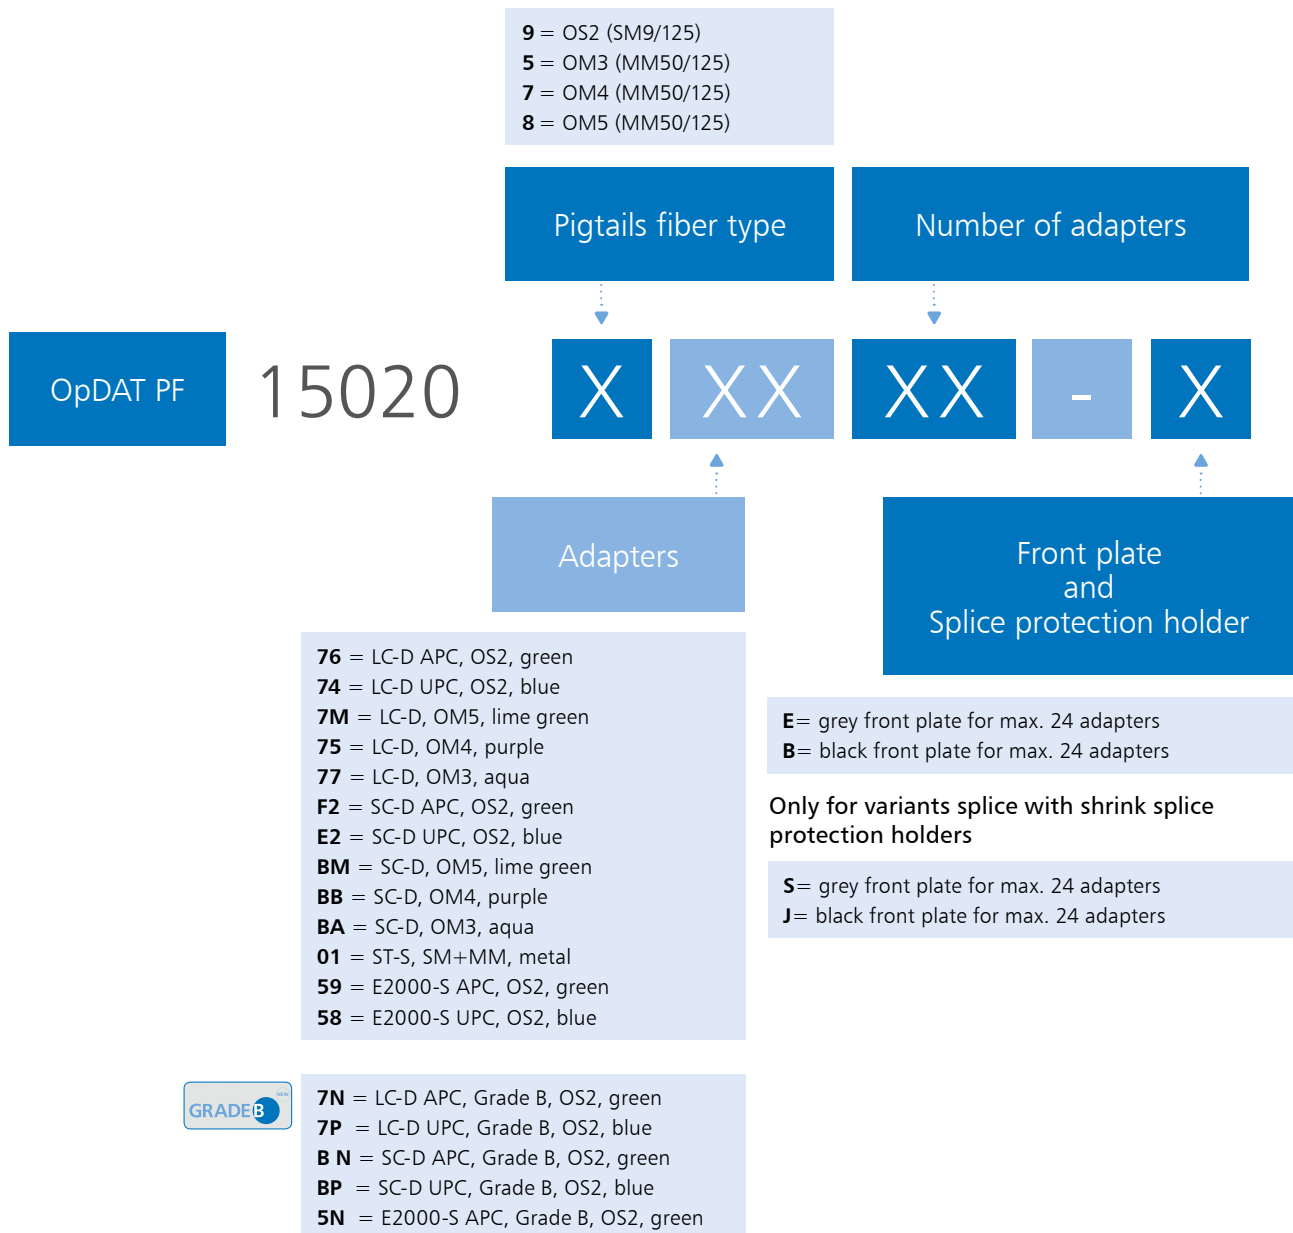 9 = OS2 (SM9/125)
5 = OM3 (MM50/125)
7 = OM4 (MM50/125)
8 = OM5 (MM50/125)
Pigtails fiber type
Number of adapters
OpDAT PF
15020
X
XX
XX
-
X
Adapters
Front plate
and
Splice protection holder
76 = LC-D APC, OS2, green
74 = LC-D UPC, OS2, blue
7M = LC-D, OM5, lime green
75 = LC-D, OM4, purple
77 = LC-D, OM3, aqua
F2 = SC-D APC, OS2, green
E2 = SC-D UPC, OS2, blue
BM = SC-D, OM5, lime green
BB = SC-D, OM4, purple
BA = SC-D, OM3, aqua
01 = ST-S, SM+MM, metal
59 = E2000-S APC, OS2, green
58 = E2000-S UPC, OS2, blue
E= grey front plate for max. 24 adapters
B= black front plate for max. 24 adapters
Only for variants splice with shrink splice
protection holders
S= grey front plate for max. 24 adapters
J= black front plate for max. 24 adapters
GRADE B
NEW
7N = LC-D APC, Grade B, OS2, green
7P = LC-D UPC, Grade B, OS2, blue
B N = SC-D APC, Grade B, OS2, green
BP = SC-D UPC, Grade B, OS2, blue
5N = E2000-S APC, Grade B, OS2, green